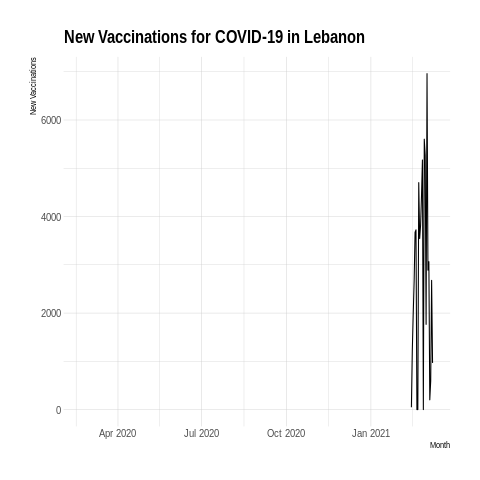 New Vaccinations for COVID-19 in Lebanon
New Vaccinations
6000
4000
2000
0
Apr 2020
Jul 2020
Oct 2020
Jan 2021
Month